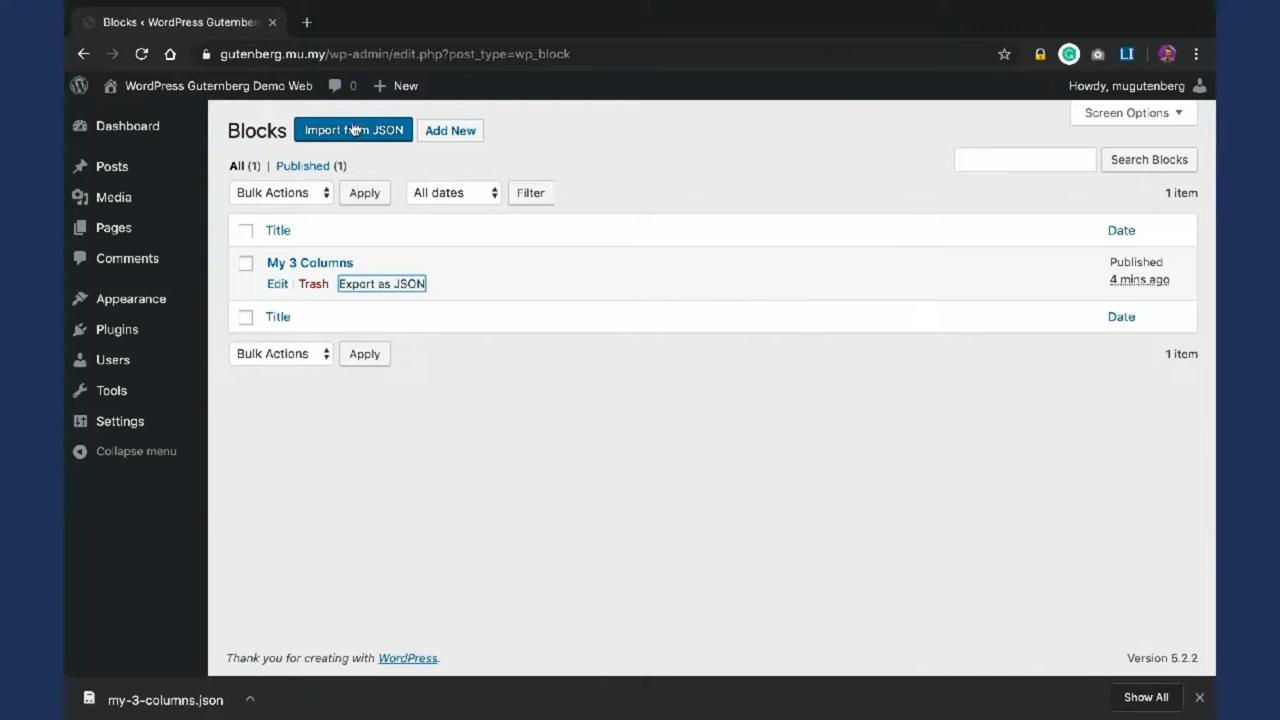 Blocks ‹ WordPress Gutenber
gutenberg.mu.my/wp-admin/edit.php?post_type=wp_block
WordPress Guternberg Demo Web 0 + New Howdy, mugutenberg
Screen Options ▼
Dashboard
Posts
Media
Pages
Comments
Appearance
Plugins
Users
Tools
Settings
Collapse menu
Blocks Import from JSON Add New
All (1) | Published (1)
Search Blocks
Bulk Actions Apply All dates Filter 1 item
Title Date
My 3 Columns Published
Edit | Trash | Export as JSON 4 mins ago
Title Date
Bulk Actions Apply 1 item
Thank you for creating with WordPress. Version 5.2.2
my-3-columns.json Show All